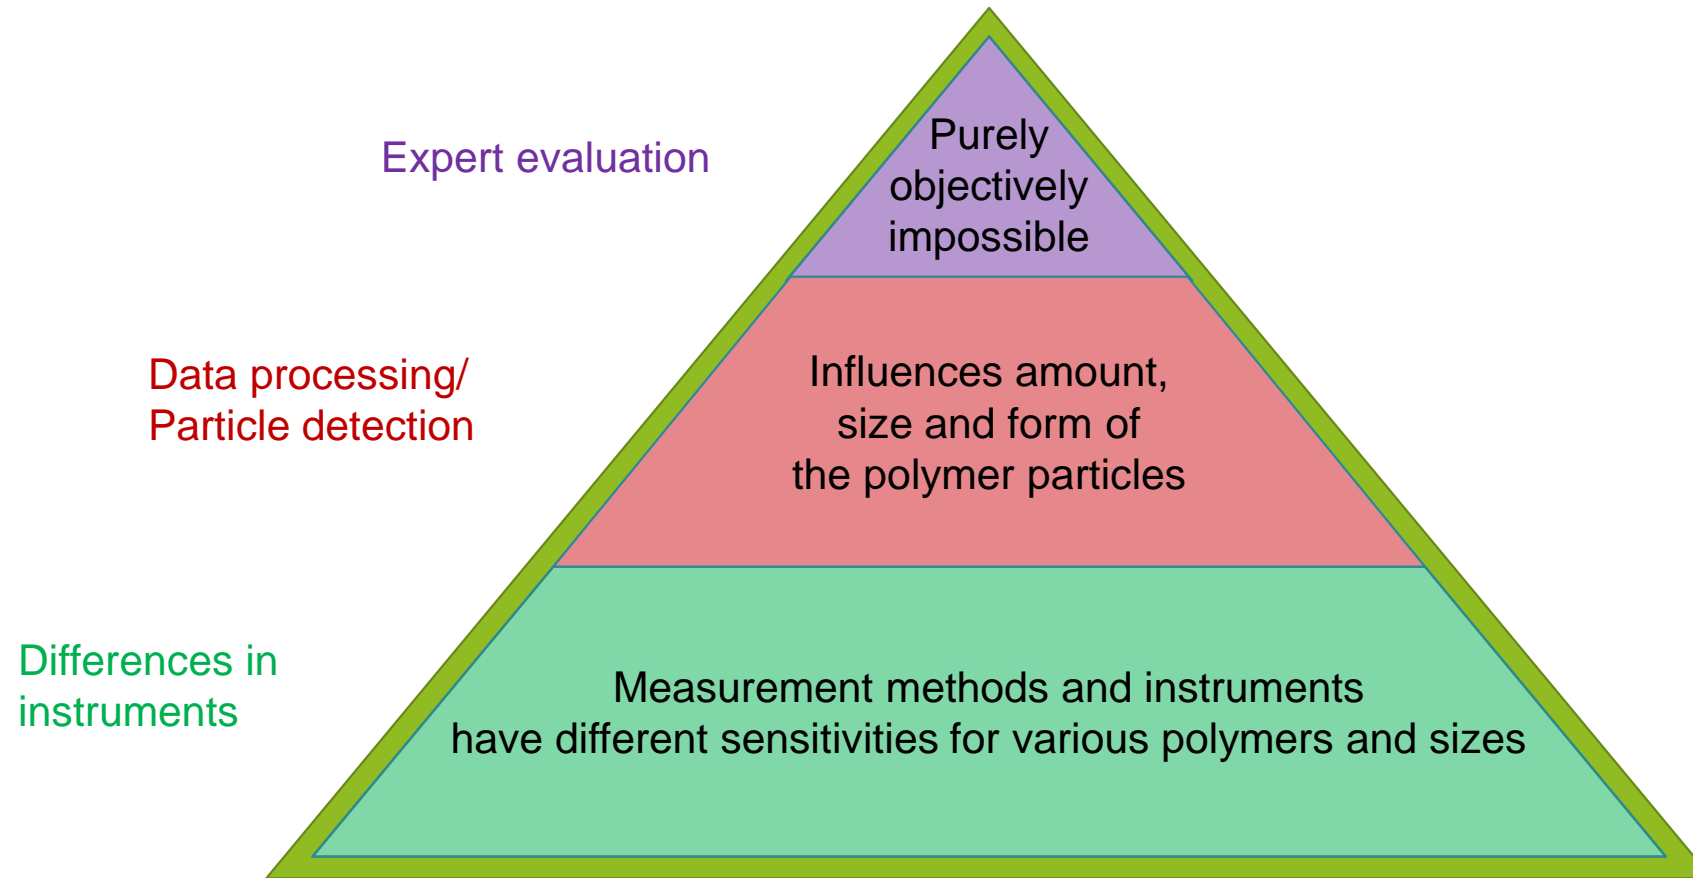 Expert evaluation
Purely
objectively
impossible
Data processing/
Particle detection
Influences amount,
size and form of
the polymer particles
Differences in
instruments
Measurement methods and instruments
have different sensitivities for various polymers and sizes